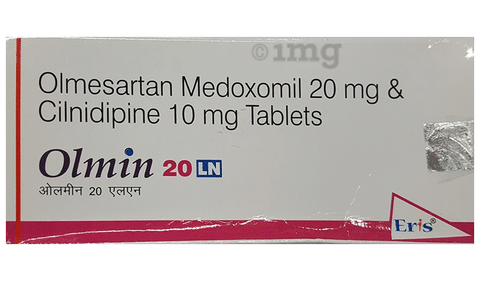 ©1mg
Olmesartan Medoxomil 20 mg &
Cilnidipine 10 mg Tablets
Olmin 20 LN
ओलमीन 20 एलएन
Eris®